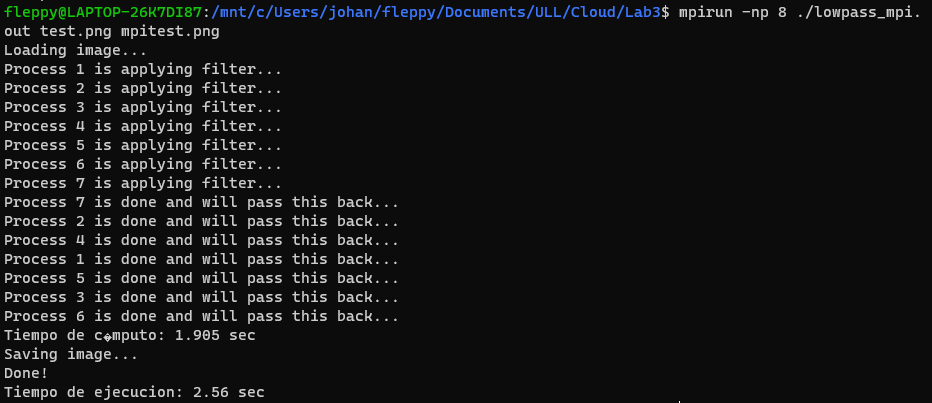 fleppy@LAPTOP-26K7DI87:/mnt/c/Users/johan/fleppy/Documents/ULL/Cloud/Lab3$ mpirun -np 8 ./lowpass_mpi.
out test.png mpitest.png
Loading image...
Process 1 is applying filter...
Process 2 is applying filter...
Process 3 is applying filter...
Process 4 is applying filter...
Process 5 is applying filter...
Process 6 is applying filter...
Process 7 is applying filter...
Process 7 is done and will pass this back...
Process 2 is done and will pass this back...
Process 4 is done and will pass this back...
Process 1 is done and will pass this back...
Process 5 is done and will pass this back...
Process 3 is done and will pass this back...
Process 6 is done and will pass this back...
Tiempo de c�mputo: 1.905 sec
Saving image...
Done!
Tiempo de ejecucion: 2.56 sec